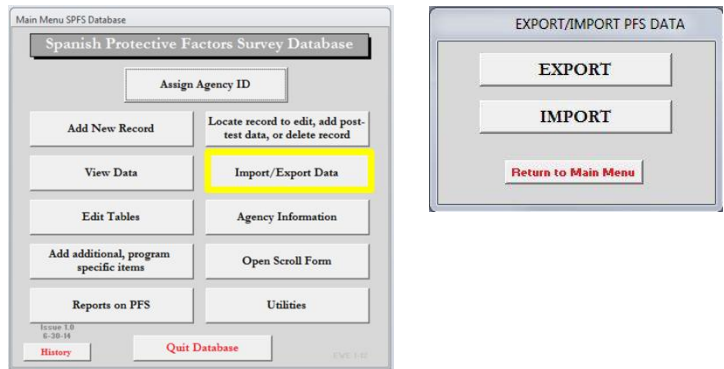 Main Menu SPFS Database
Spanish Protective Factors Survey Database
Assign Agency ID
Add New Record
Locate record to edit, add post-
test data, or delete record
View Data
Import/Export Data
Edit Tables
Agency Information
Add additional, program
specific items
Open Scroll Form
Reports on PFS
Utilities
Issue 1.0
6-30-14
History
Quit Database
EXPORT/IMPORT PFS DATA
EXPORT
IMPORT
Return to Main Menu